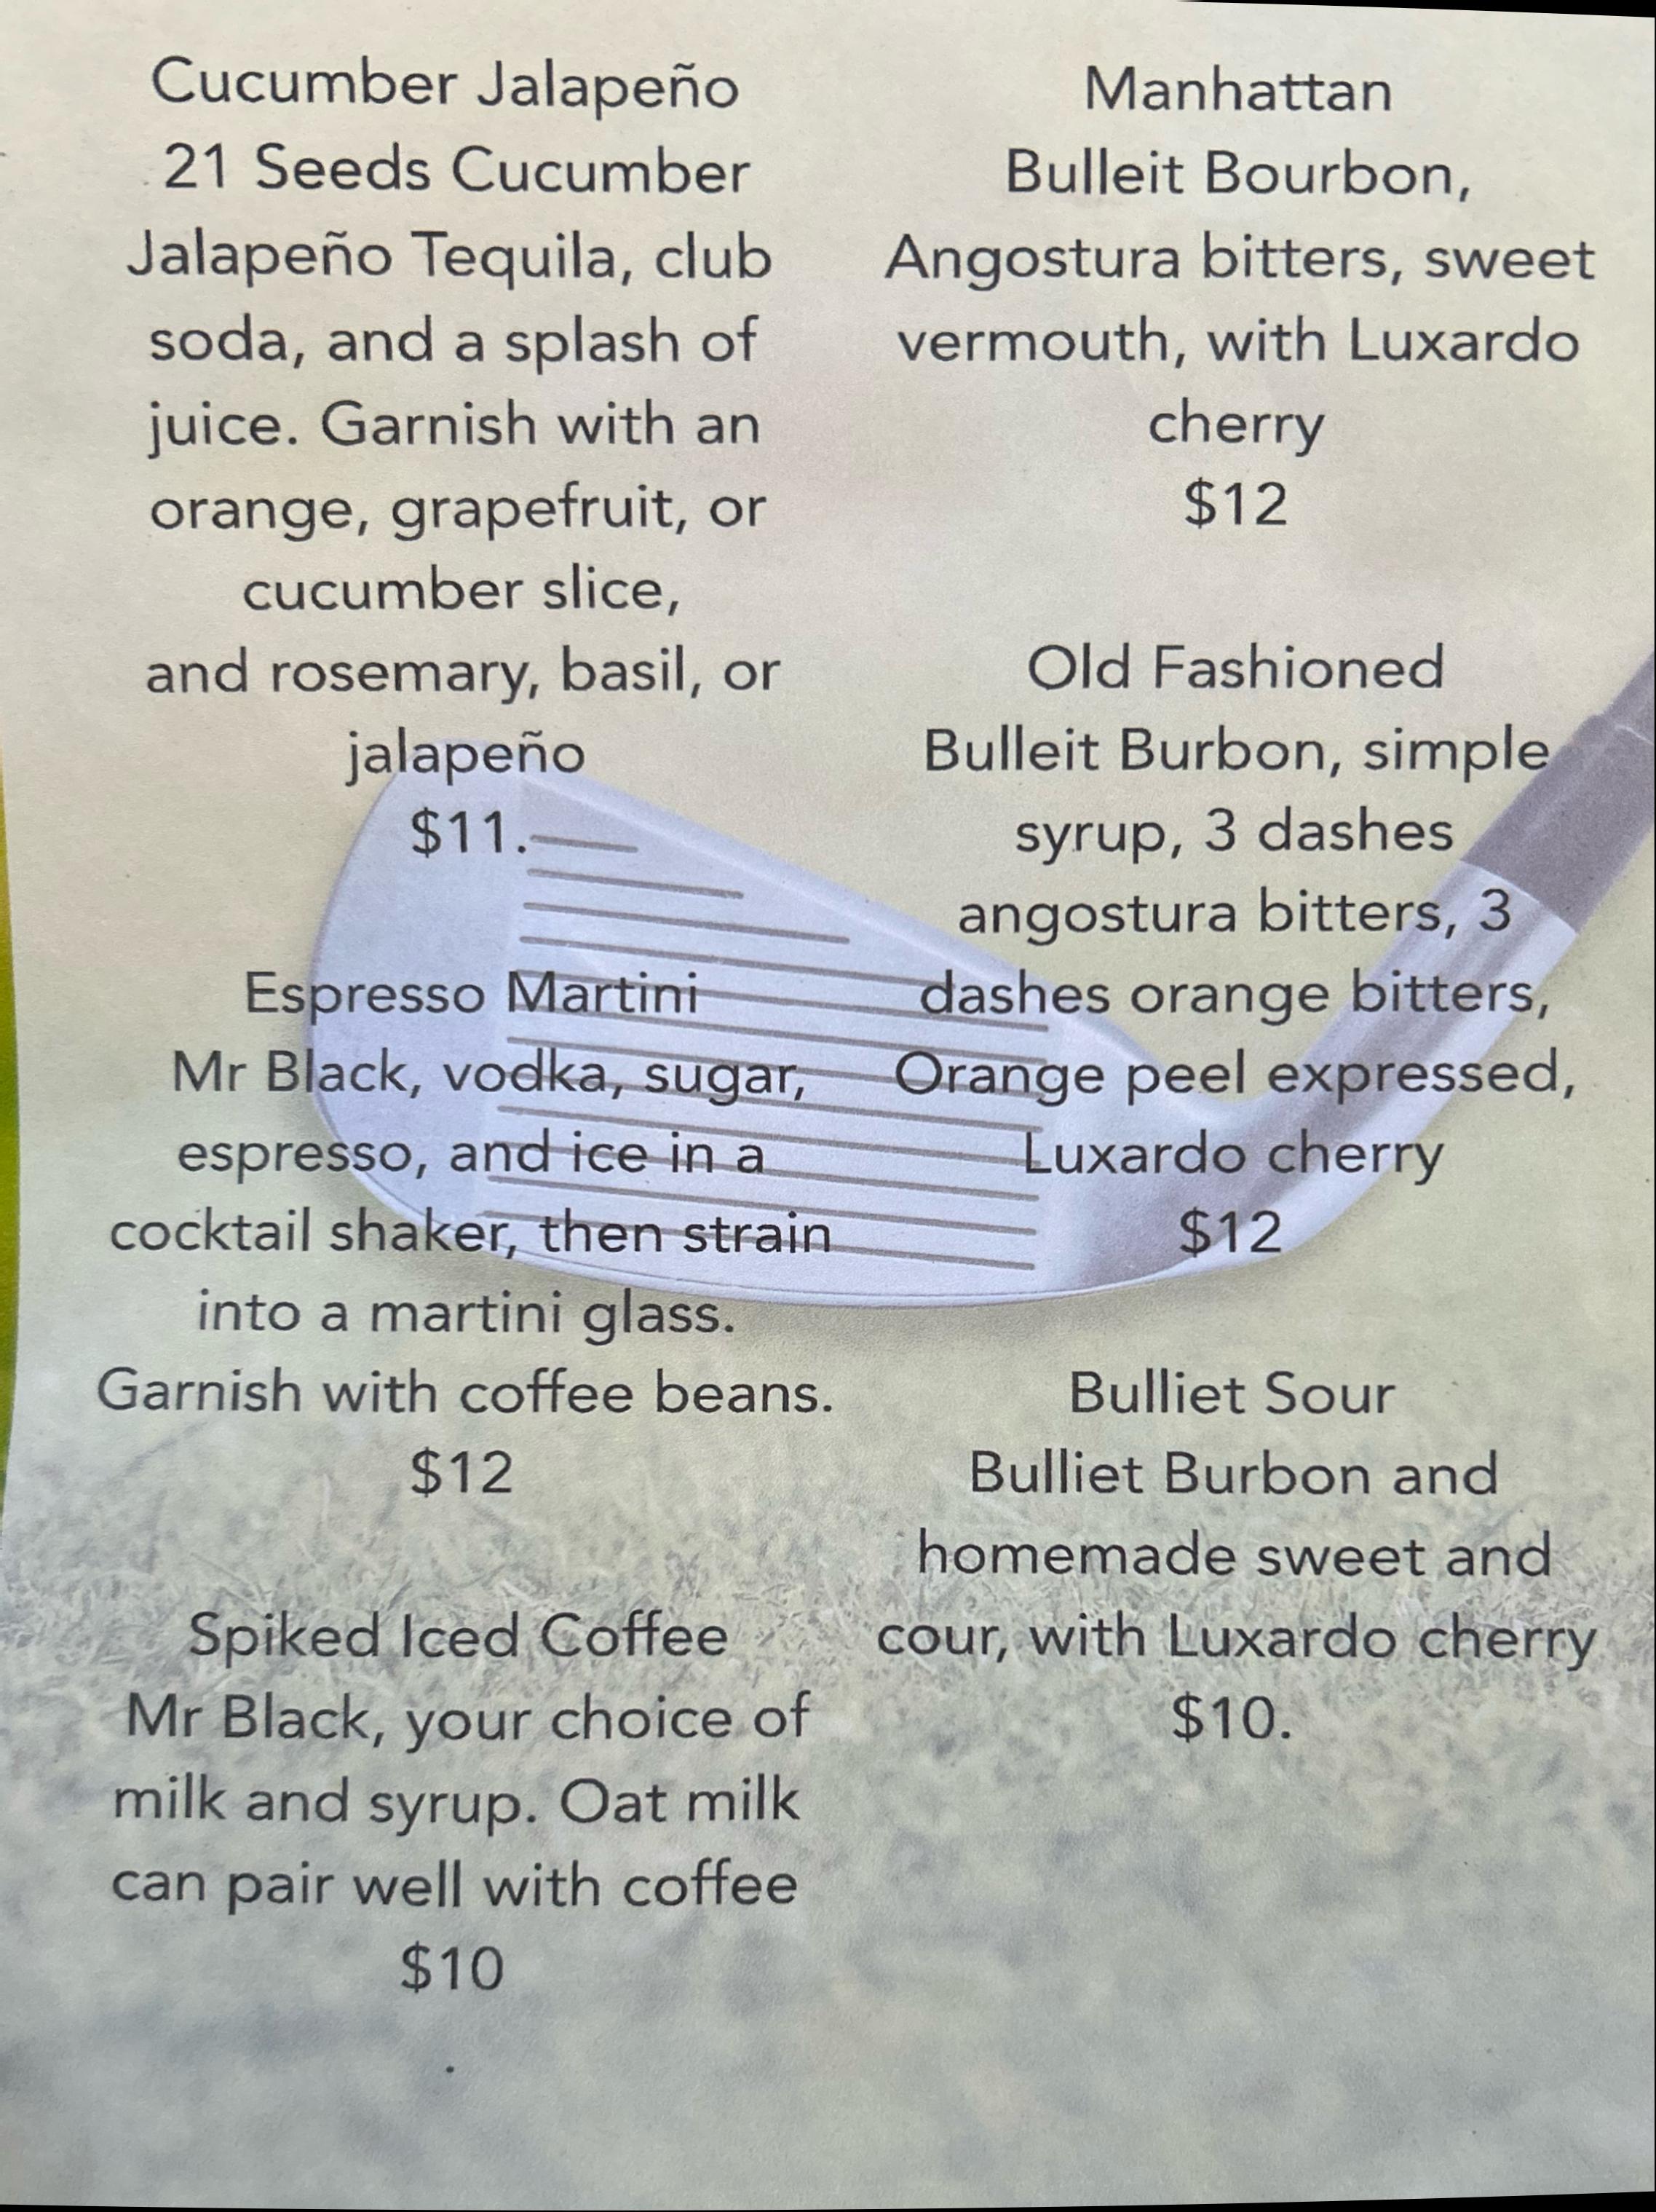 Cucumber Jalapeño
21 Seeds Cucumber
Jalapeño Tequila, club
soda, and a splash of
juice. Garnish with an
orange, grapefruit, or
cucumber slice,
and rosemary, basil, or
jalapeño
$11.
Espresso Martini
Mr Black, vodka, sugar,
espresso, and ice in a
cocktail shaker, then strain
into a martini glass.
Garnish with coffee beans.
$12
Spiked Iced Coffee
Mr Black, your choice of
milk and syrup. Oat milk
can pair well with coffee
$10
Manhattan
Bulleit Bourbon,
Angostura bitters, sweet
vermouth, with Luxardo
cherry
$12
Old Fashioned
Bulleit Burbon, simple
syrup, 3 dashes
angostura bitters, 3
dashes orange bitters,
Orange peel expressed,
Luxardo cherry
$12
Bulliet Sour
Bulliet Burbon and
homemade sweet and
cour, with Luxardo cherry
$10.